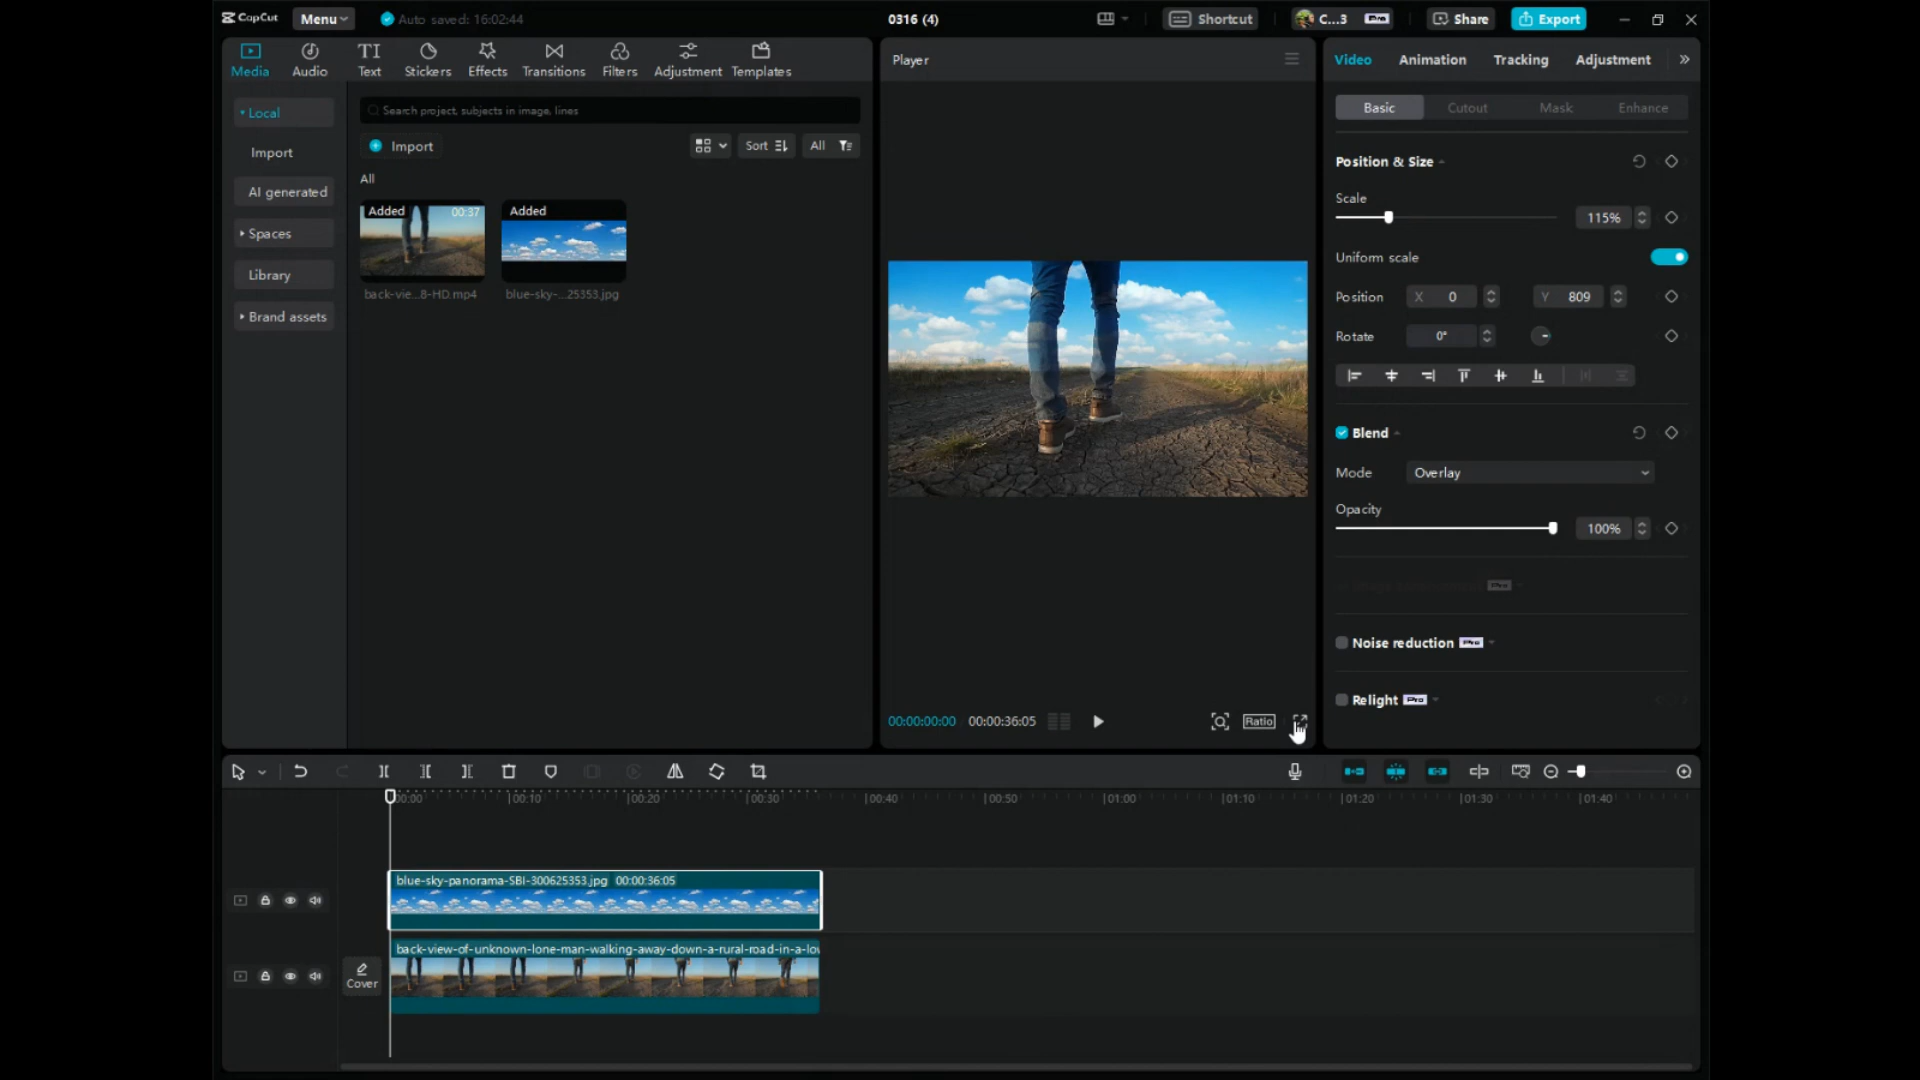 CapCut
Menu
Auto saved: 16:02:44
0316 (4)
Shortcut
C...3
Pro
Share
Export
Media
Audio
TI
Text
Stickers
Effects
Transitions
Filters
Adjustment
Templates
Player
Video
Animation
Tracking
Adjustment
Local
Import
AI generated
Spaces
Library
Brand assets
Search project, subjects in image, lines
Import
Sort
All
All
Added
00:37
back-vie...8-HD.mp4
Added
blue-sky-...25353.jpg
Basic
Cutout
Mask
Enhance
Position & Size
Scale
115%
Uniform scale
Position
X 0
Y 809
Rotate
0°
Blend
Mode
Overlay
Opacity
100%
Pro
Noise reduction Pro
Relight Pro
00:00:00:00
00:00:36:05
Ratio
00:00
00:10
00:20
00:30
00:40
00:50
01:00
01:10
01:20
01:30
01:40
blue-sky-panorama-SBI-300625353.jpg 00:00:36:05
back-view-of-unknown-lone-man-walking-away-down-a-rural-road-in-a-lo
Cover